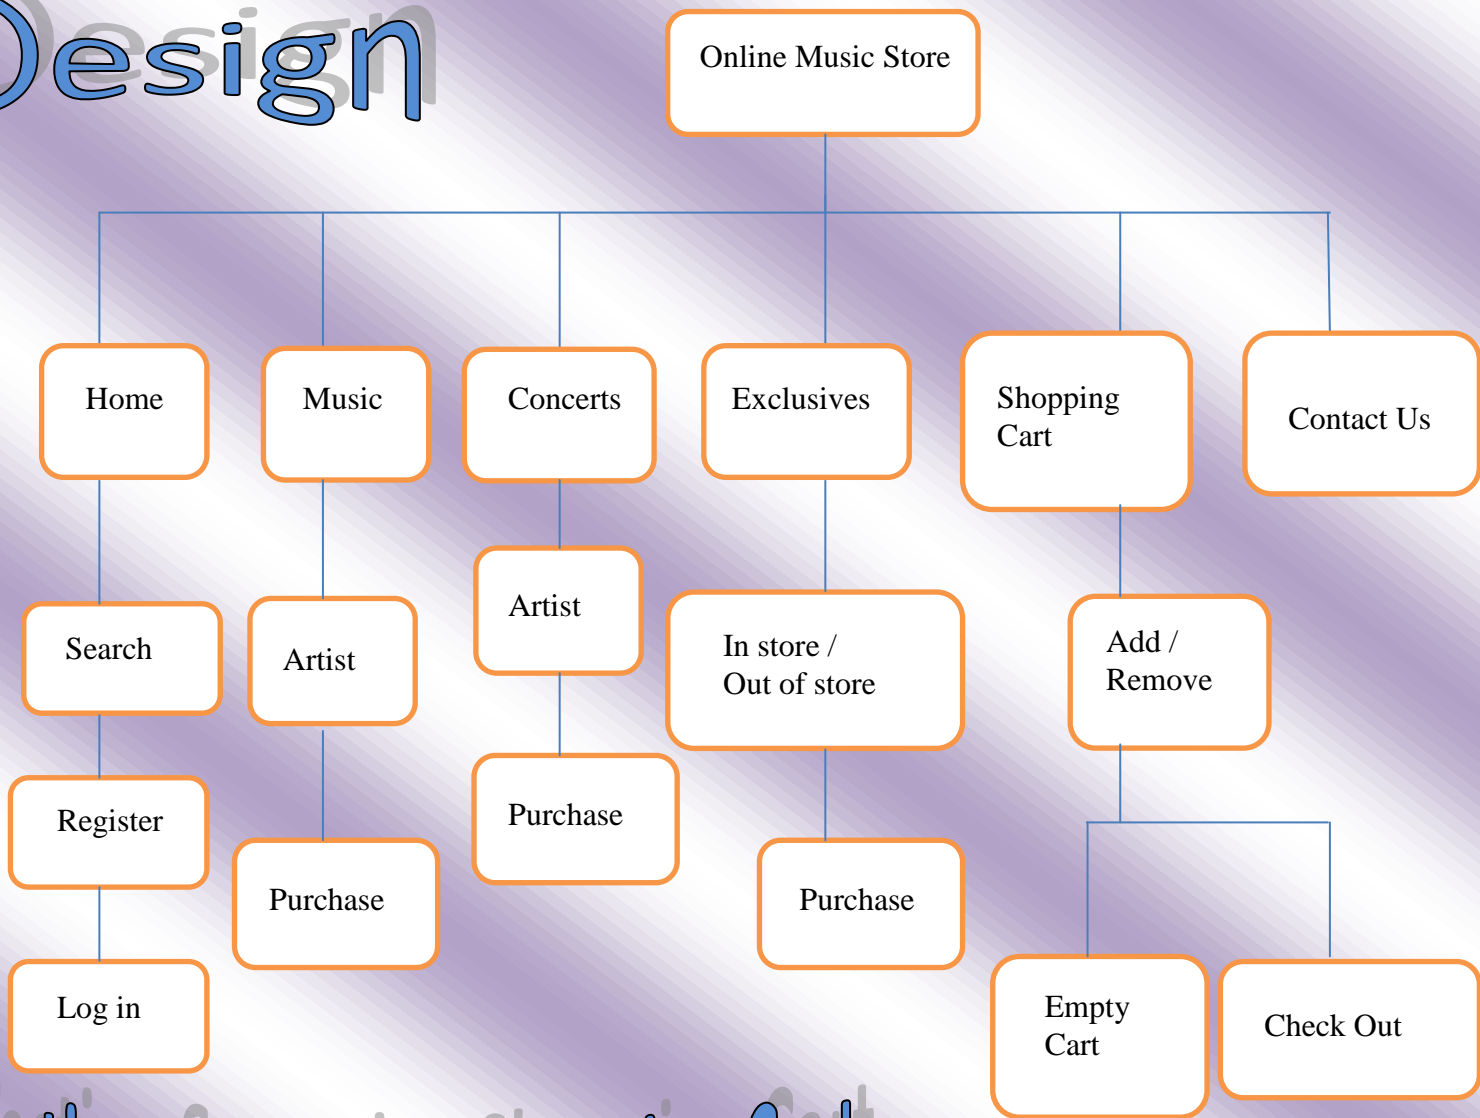 Design
Online Music Store
Home
Music
Concerts
Exclusives
Shopping
Cart
Contact Us
Search
Artist
Artist
In store /
Out of store
Add /
Remove
Register
Purchase
Purchase
Purchase
Log in
Empty
Cart
Check Out